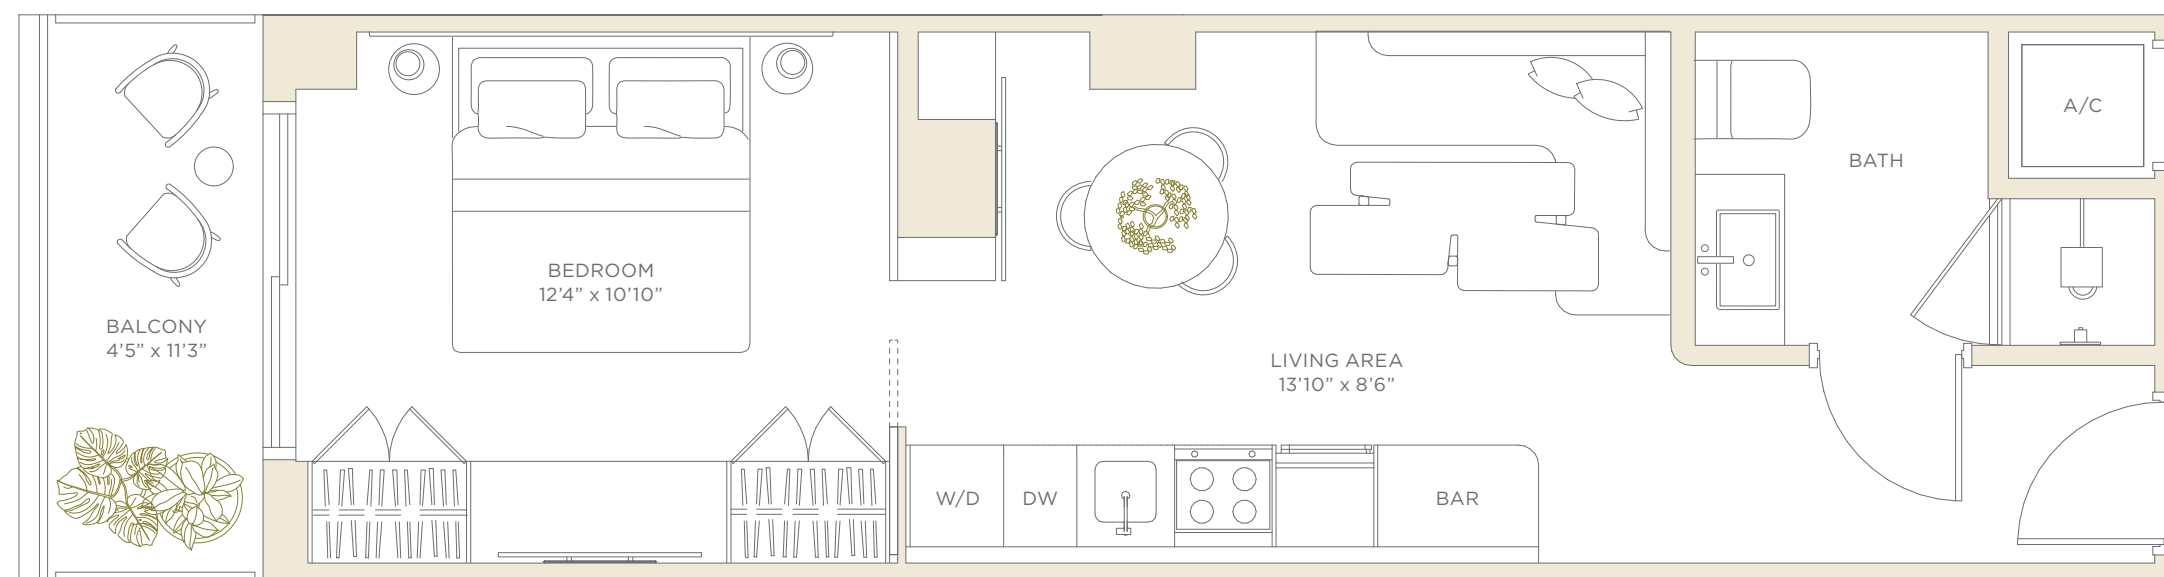 BALCONY
4’5” x 11’3”
BEDROOM
12’4” x 10’10”
LIVING AREA
13’10” x 8’6”
W/D
DW
BAR
BATH
A/C